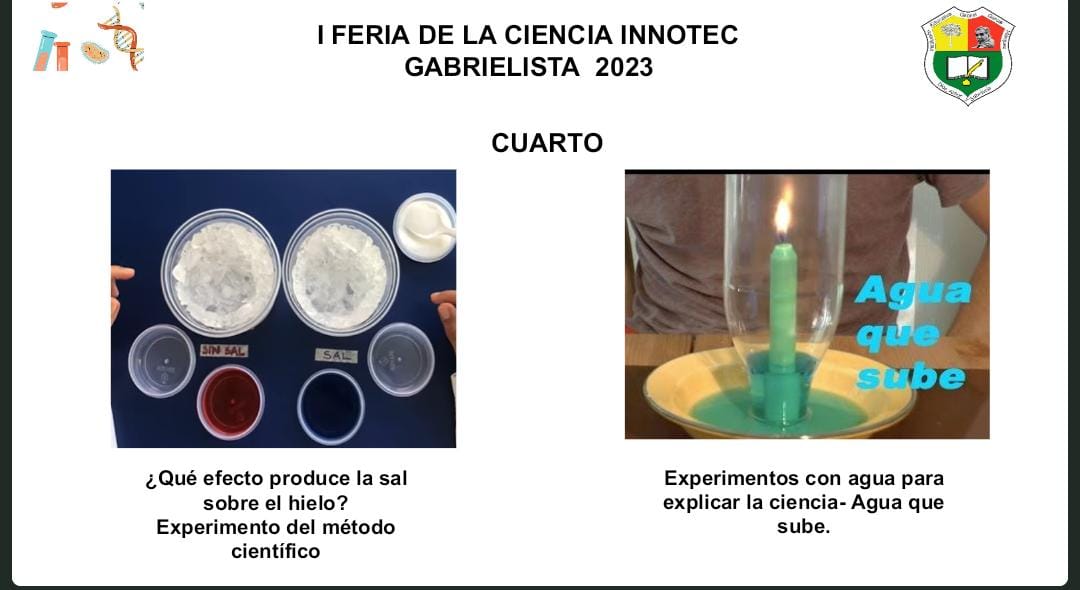 I FERIA DE LA CIENCIA INNOTEC
GABRIELISTA 2023
CUARTO
SIN SAL
SAL
Agua
que
sube
¿Qué efecto produce la sal
sobre el hielo?
Experimento del método
científico
Experimentos con agua para
explicar la ciencia- Agua que
sube.